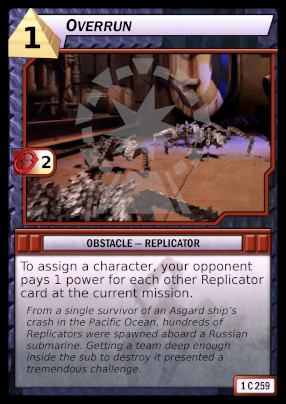 1
OVERRUN
2
OBSTACLE – REPLICATOR
To assign a character, your opponent
pays 1 power for each other Replicator
card at the current mission.
From a single survivor of an Asgard ship's
crash in the Pacific Ocean, hundreds of
Replicators were spawned aboard a Russian
submarine. Getting a team deep enough
inside the sub to destroy it presented a
tremendous challenge.
1 C 259